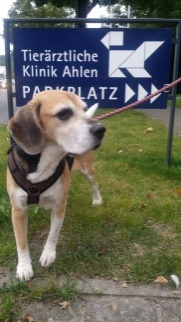 Tierärztliche
Klinik Ahlen
PARKPLATZ